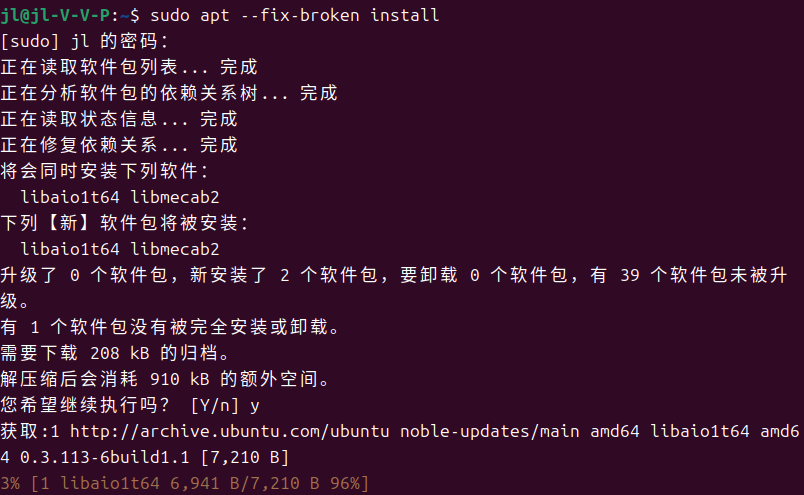 jl@jl-V-V-P:~$ sudo apt --fix-broken install
[sudo] jl 的密码：
正在读取软件包列表... 完成
正在分析软件包的依赖关系树... 完成
正在读取状态信息... 完成
正在修复依赖关系... 完成
将会同时安装下列软件：
  libaio1t64 libmecab2
下列【新】软件包将被安装：
  libaio1t64 libmecab2
升级了 0 个软件包，新安装了 2 个软件包，要卸载 0 个软件包，有 39 个软件包未被升
级。
有 1 个软件包没有被完全安装或卸载。
需要下载 208 kB 的归档。
解压缩后会消耗 910 kB 的额外空间。
您希望继续执行吗？ [Y/n] y
获取:1 http://archive.ubuntu.com/ubuntu noble-updates/main amd64 libaio1t64 amd6
4 0.3.113-6build1.1 [7,210 B]
3% [1 libaio1t64 6,941 B/7,210 B 96%]